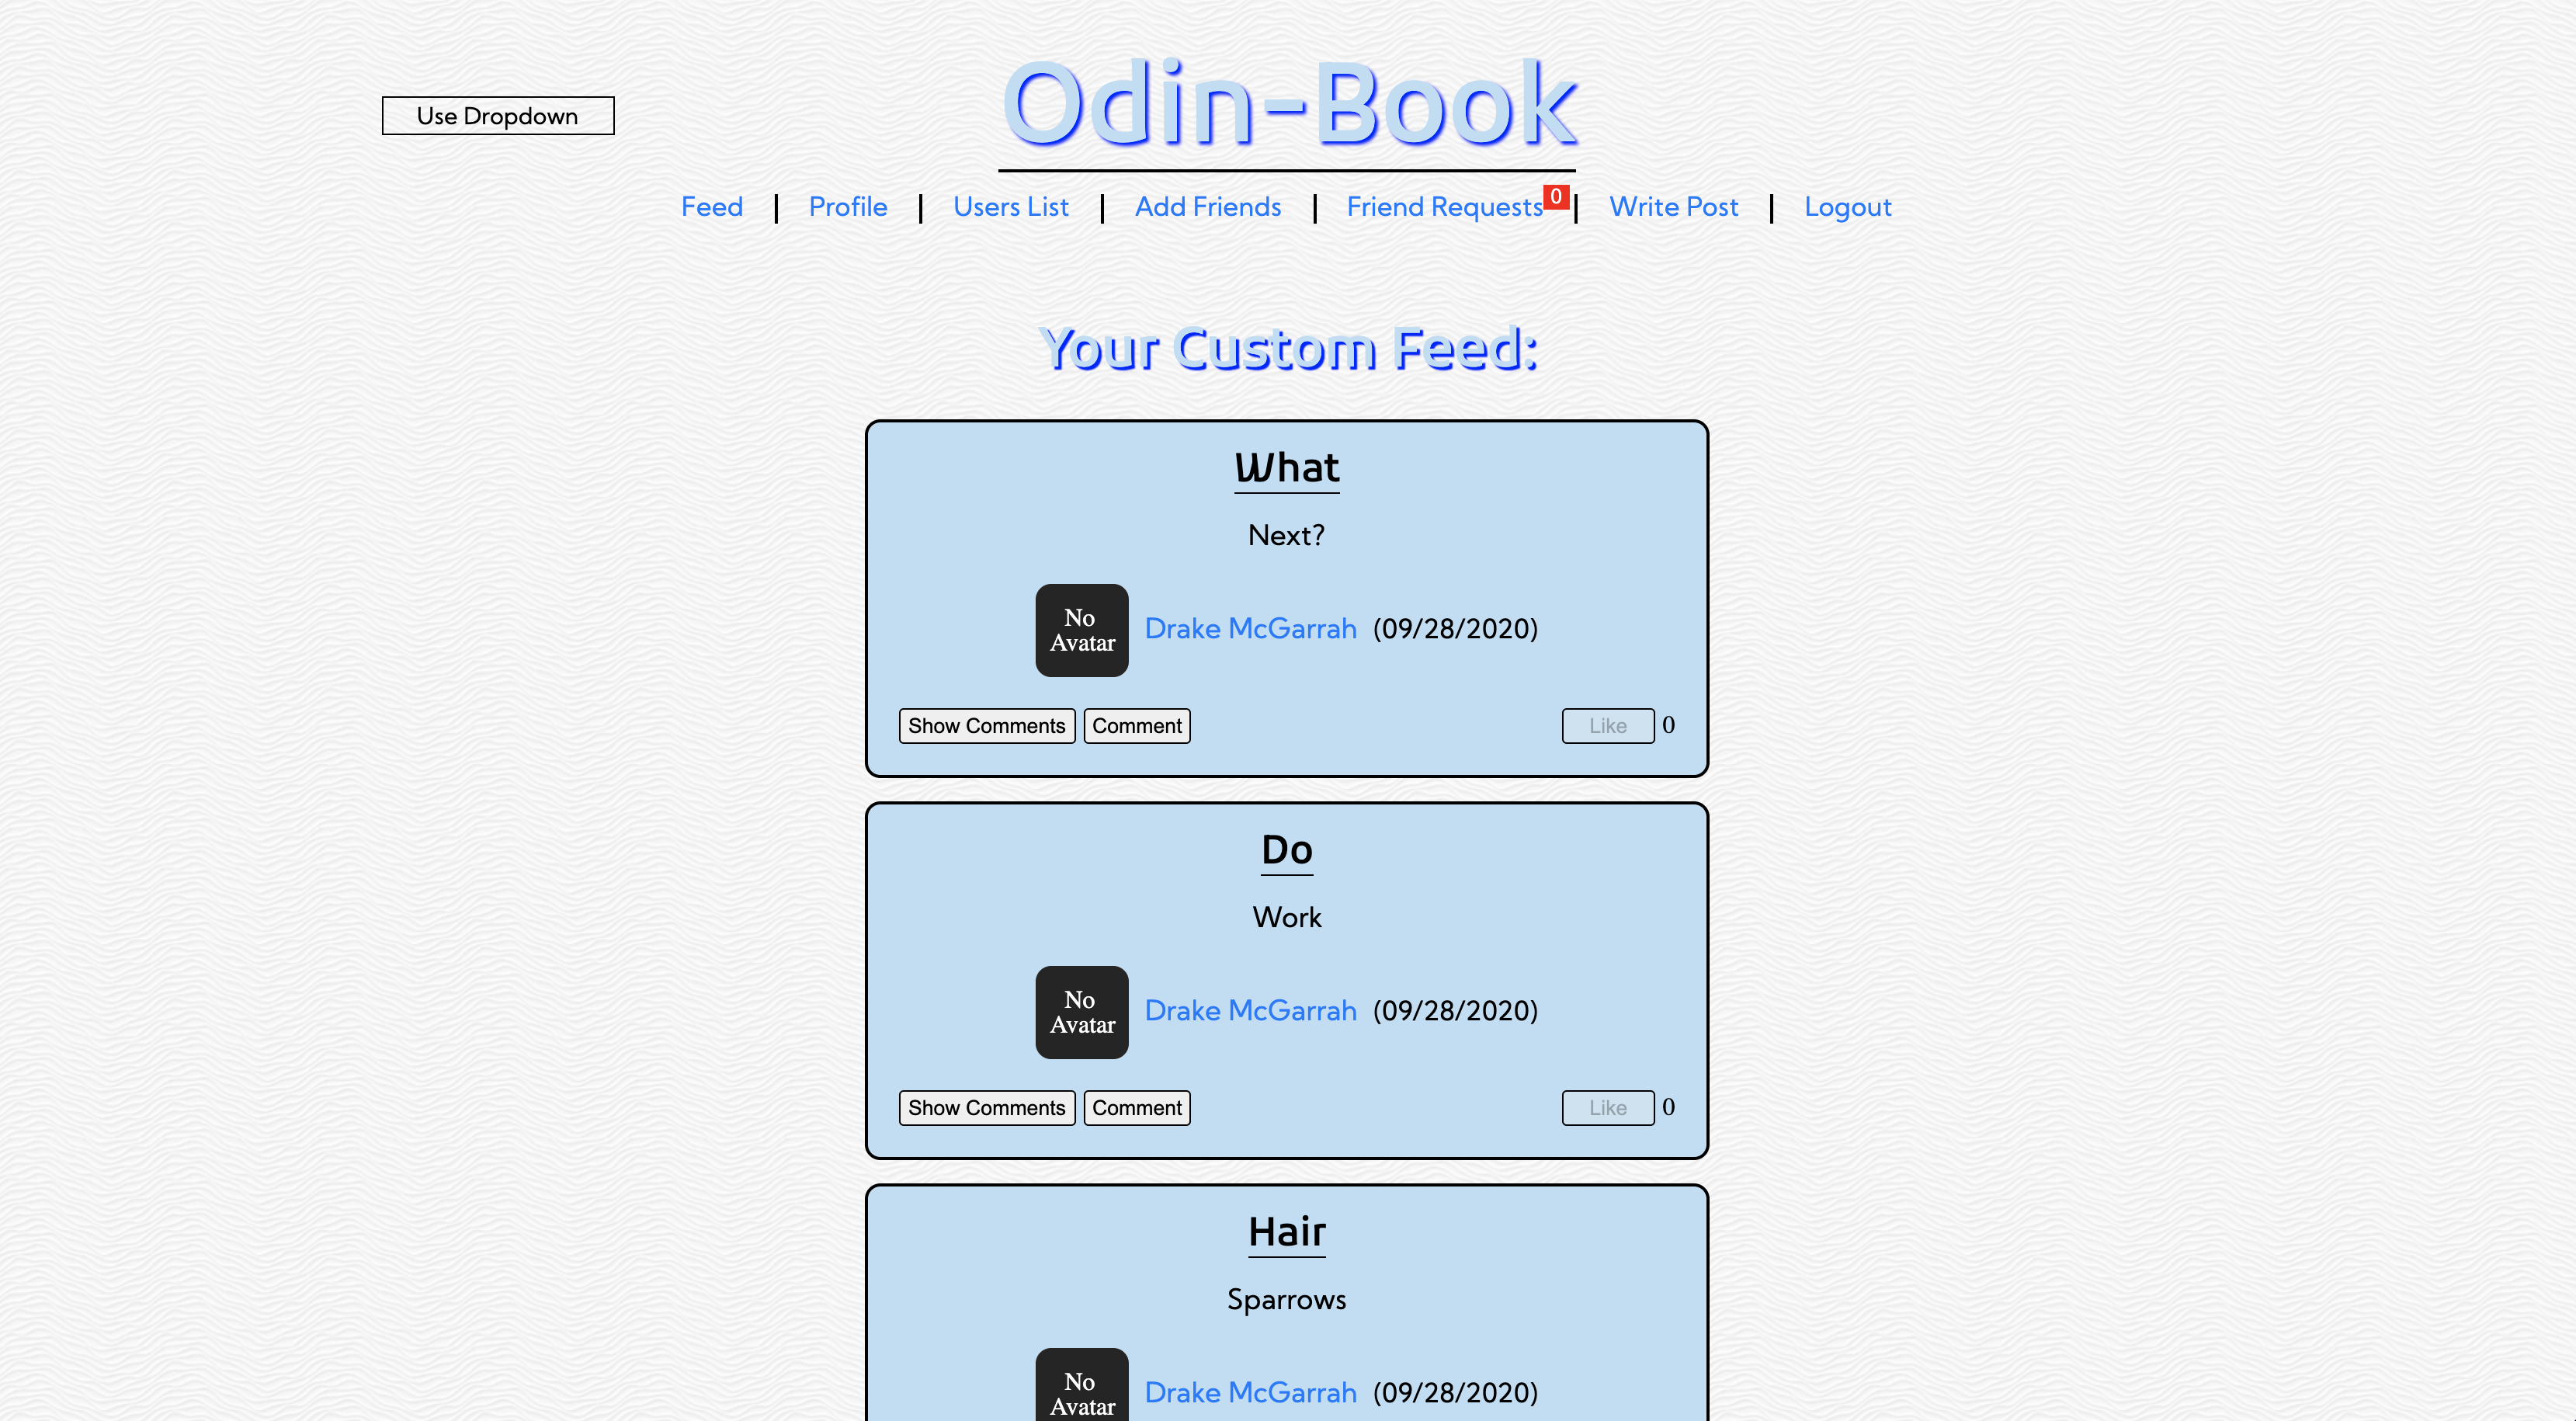 Use Dropdown
Odin-Book
Feed Profile Users List Add Friends Friend Requests 0 Write Post Logout
Your Custom Feed:
What
Next?
No
Avatar
Drake McGarrah (09/28/2020)
Show Comments Comment Like 0
Do
Work
No
Avatar
Drake McGarrah (09/28/2020)
Show Comments Comment Like 0
Hair
Sparrows
No
Avatar
Drake McGarrah (09/28/2020)